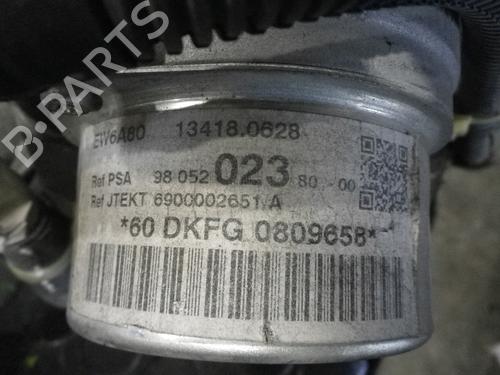 B-PARTS
EW6A80 13418.0628
Ref PSA 98 052 023 80 - 00
Ref JTEKT 6900002651 A
*60 DKFG 0809658*